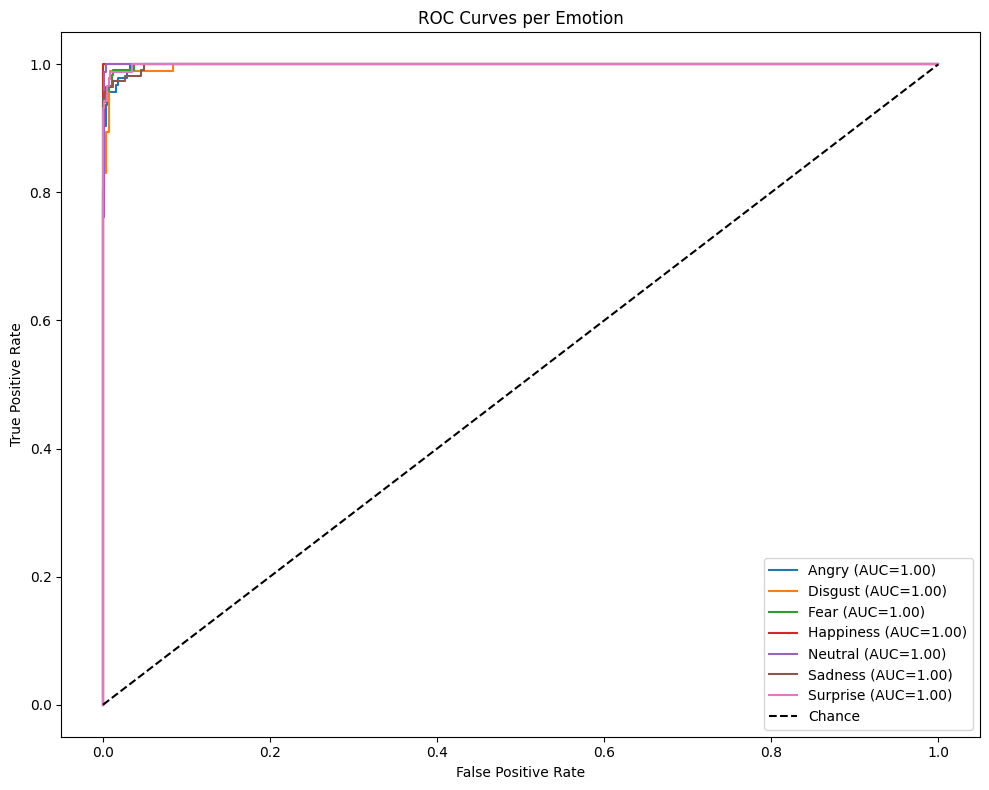 ROC Curves per Emotion
True Positive Rate
1.0
0.8
0.6
0.4
0.2
0.0
0.0 0.2 0.4 0.6 0.8 1.0
False Positive Rate
Angry (AUC=1.00)
Disgust (AUC=1.00)
Fear (AUC=1.00)
Happiness (AUC=1.00)
Neutral (AUC=1.00)
Sadness (AUC=1.00)
Surprise (AUC=1.00)
Chance